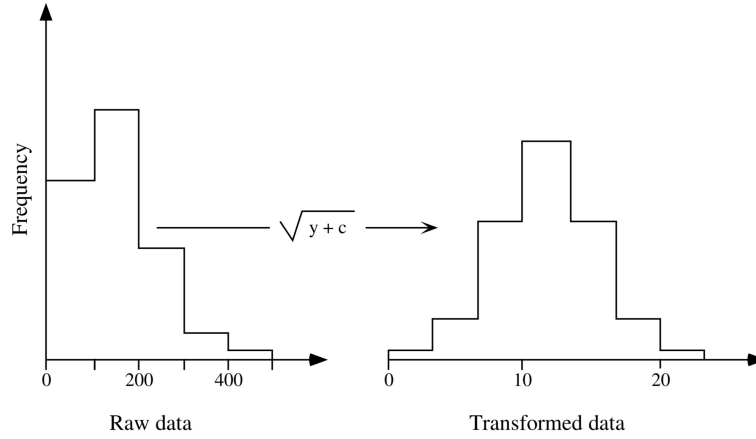 Frequency
√y + c
0 200 400
0 10 20
Raw data
Transformed data